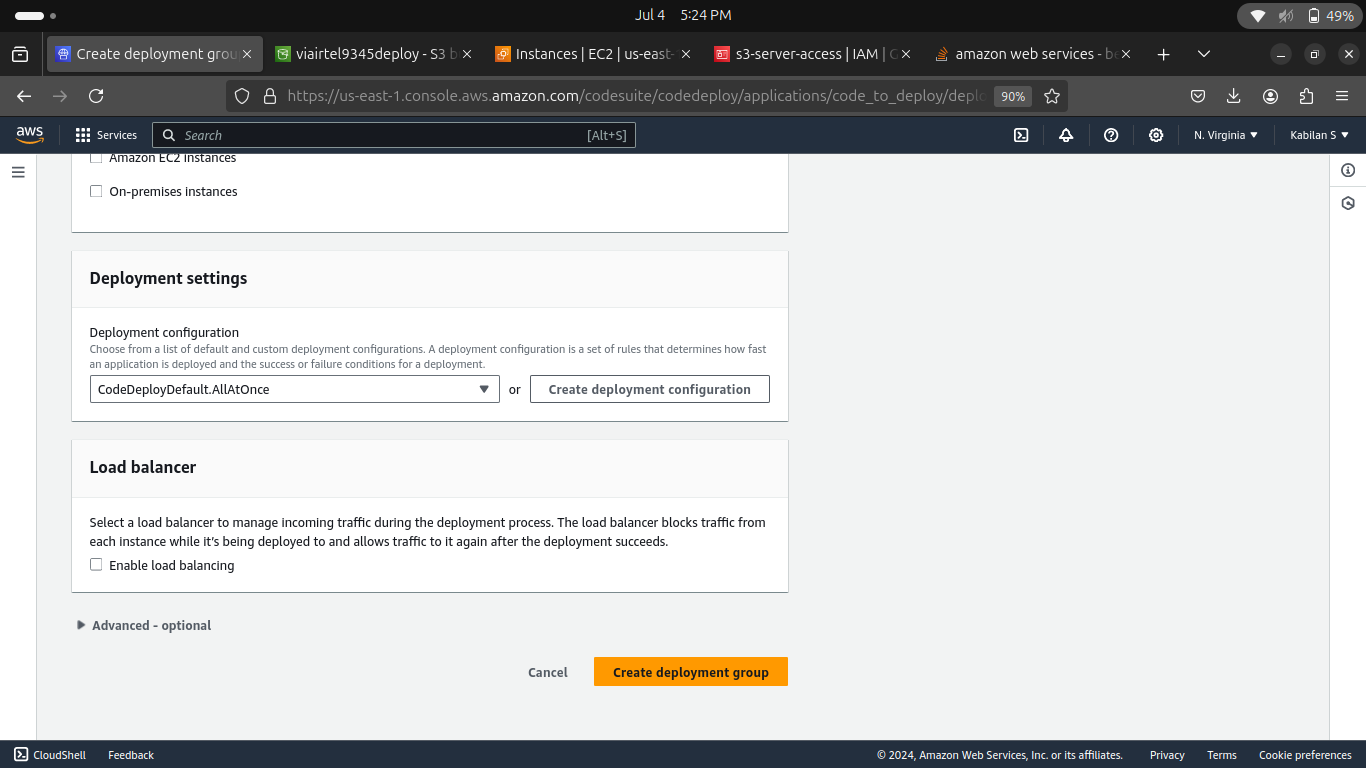 Jul 4 5:24 PM
49%
Create deployment grou
viairtel9345deploy - S3 b
Instances | EC2 | us-east-
s3-server-access | IAM | G
amazon web services - be
https://us-east-1.console.aws.amazon.com/codesuite/codedeploy/applications/code_to_deploy/deplo
90%
aws
Services
Search
[Alt+S]
N. Virginia
Kabilan S
Amazon EC2 instances
On-premises instances
Deployment settings
Deployment configuration
Choose from a list of default and custom deployment configurations. A deployment configuration is a set of rules that determines how fast
an application is deployed and the success or failure conditions for a deployment.
CodeDeployDefault.AllAtOnce
or
Create deployment configuration
Load balancer
Select a load balancer to manage incoming traffic during the deployment process. The load balancer blocks traffic from
each instance while it's being deployed to and allows traffic to it again after the deployment succeeds.
Enable load balancing
Advanced - optional
Cancel
Create deployment group
CloudShell
Feedback
© 2024, Amazon Web Services, Inc. or its affiliates.
Privacy
Terms
Cookie preferences